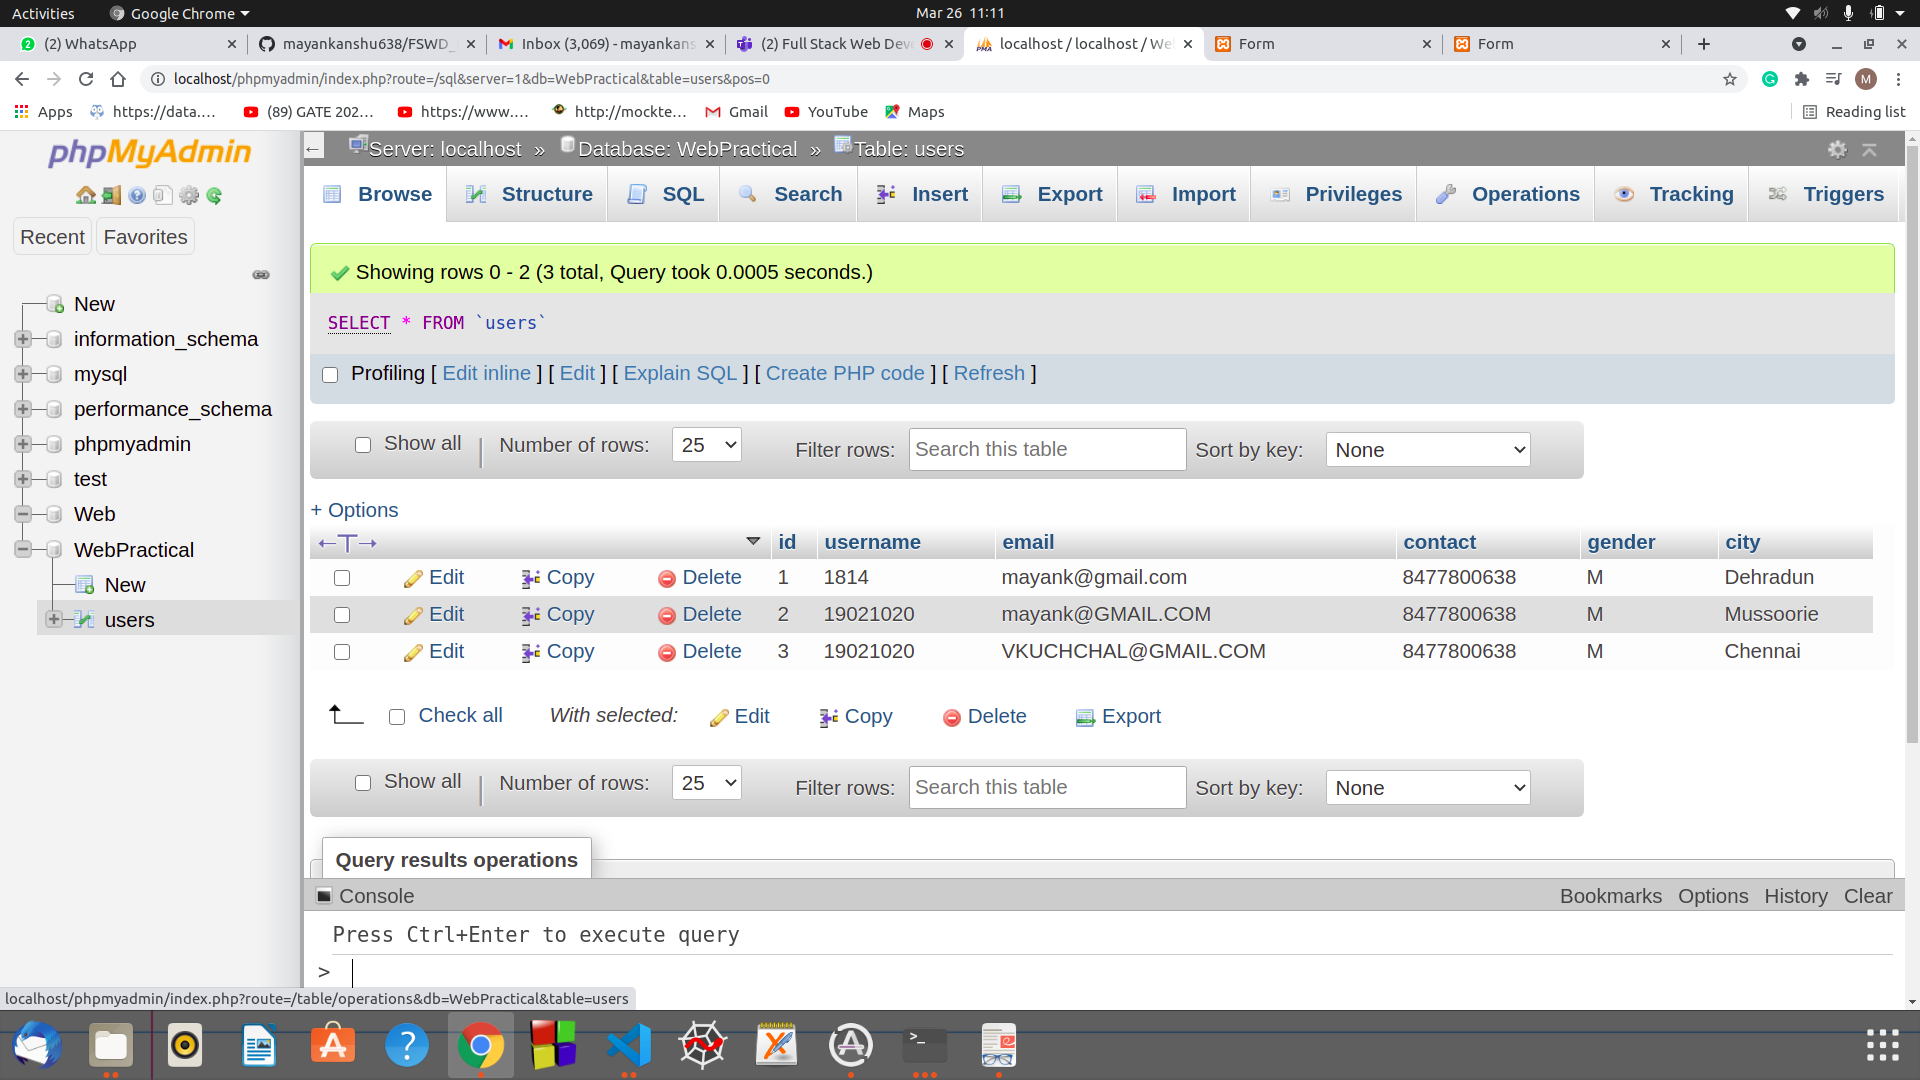 Activities Google Chrome Mar 26 11:11
(2) WhatsApp mayankanshu638/FSWD_ Inbox (3,069) - mayankans (2) Full Stack Web Deve localhost / localhost / We Form Form
localhost/phpmyadmin/index.php?route=/sql&server=1&db=WebPractical&table=users&pos=0 M
Apps https://data.... (89) GATE 202... https://www.... http://mockte... Gmail YouTube Maps Reading list
phpMyAdmin
Recent Favorites
New
information_schema
mysql
performance_schema
phpmyadmin
test
Web
WebPractical
New
users
Server: localhost » Database: WebPractical » Table: users
Browse Structure SQL Search Insert Export Import Privileges Operations Tracking Triggers
Showing rows 0 - 2 (3 total, Query took 0.0005 seconds.)
SELECT * FROM `users`
Profiling [ Edit inline ] [ Edit ] [ Explain SQL ] [ Create PHP code ] [ Refresh ]
Show all Number of rows: 25 Filter rows: Search this table Sort by key: None
+ Options
←T→ id username email contact gender city
Edit Copy Delete 1 1814 mayank@gmail.com 8477800638 M Dehradun
Edit Copy Delete 2 19021020 mayank@GMAIL.COM 8477800638 M Mussoorie
Edit Copy Delete 3 19021020 VKUCHCHAL@GMAIL.COM 8477800638 M Chennai
Check all With selected: Edit Copy Delete Export
Show all Number of rows: 25 Filter rows: Search this table Sort by key: None
Query results operations
Console Bookmarks Options History Clear
Press Ctrl+Enter to execute query
>
localhost/phpmyadmin/index.php?route=/table/operations&db=WebPractical&table=users